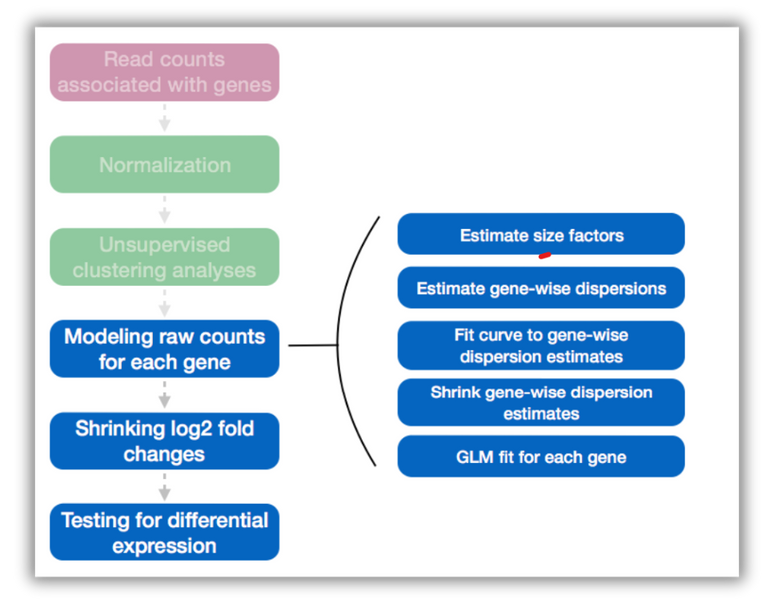 Read counts
associated with genes
Normalization
Unsupervised
clustering analyses
Modeling raw counts
for each gene
Shrinking log2 fold
changes
Testing for differential
expression
Estimate size factors
Estimate gene-wise dispersions
Fit curve to gene-wise
dispersion estimates
Shrink gene-wise dispersion
estimates
GLM fit for each gene